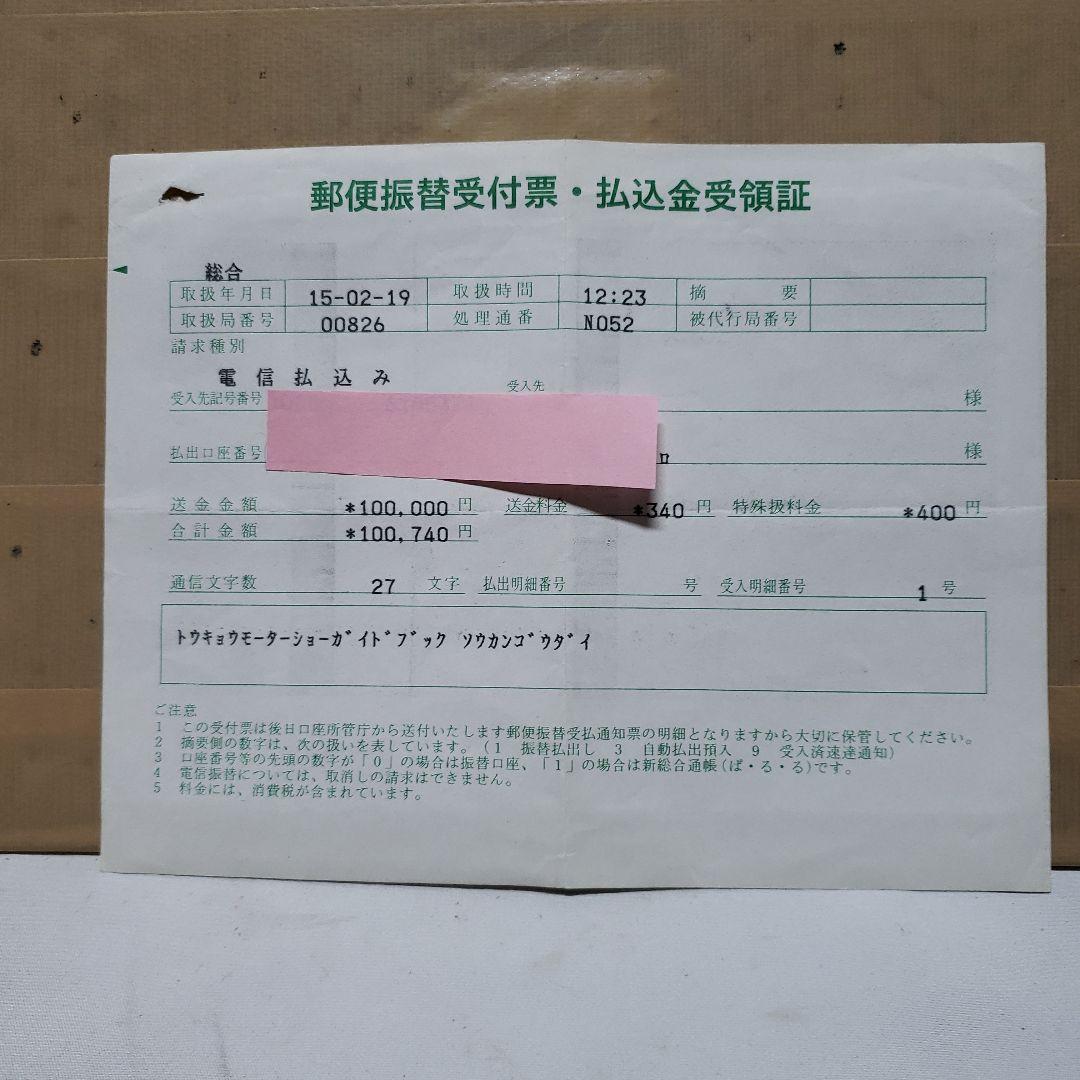 郵便振替受付票・払込金受領証
総合
取扱年月日 15-02-19 取扱時間 12:23 摘要
取扱局番号 00826 処理通番 N052 被代行局番号
請求種別
電信払込み
受入先記号番号 受入先 様
払出口座番号 ロ 様
送金金額 *100,000 円 送金料金 *340 円 特殊扱料金 *400 円
合計金額 *100,740 円
通信文字数 27 文字 払出明細番号 号 受入明細番号 1 号
トウキョウモーターショーガイドブック ソウカンゴウダイ
ご注意
1 この受付票は後日口座所管庁から送付いたします郵便振替受払通知票の明細となりますから大切に保管してください。
2 摘要側の数字は、次の扱いを表しています。(1 振替払出し 3 自動払出預入 9 受入済速達通知)
3 口座番号等の先頭の数字が「0」の場合は振替口座、「1」の場合は新総合通帳(ぱ・る・る)です。
4 電信振替については、取消しの請求はできません。
5 料金には、消費税が含まれています。